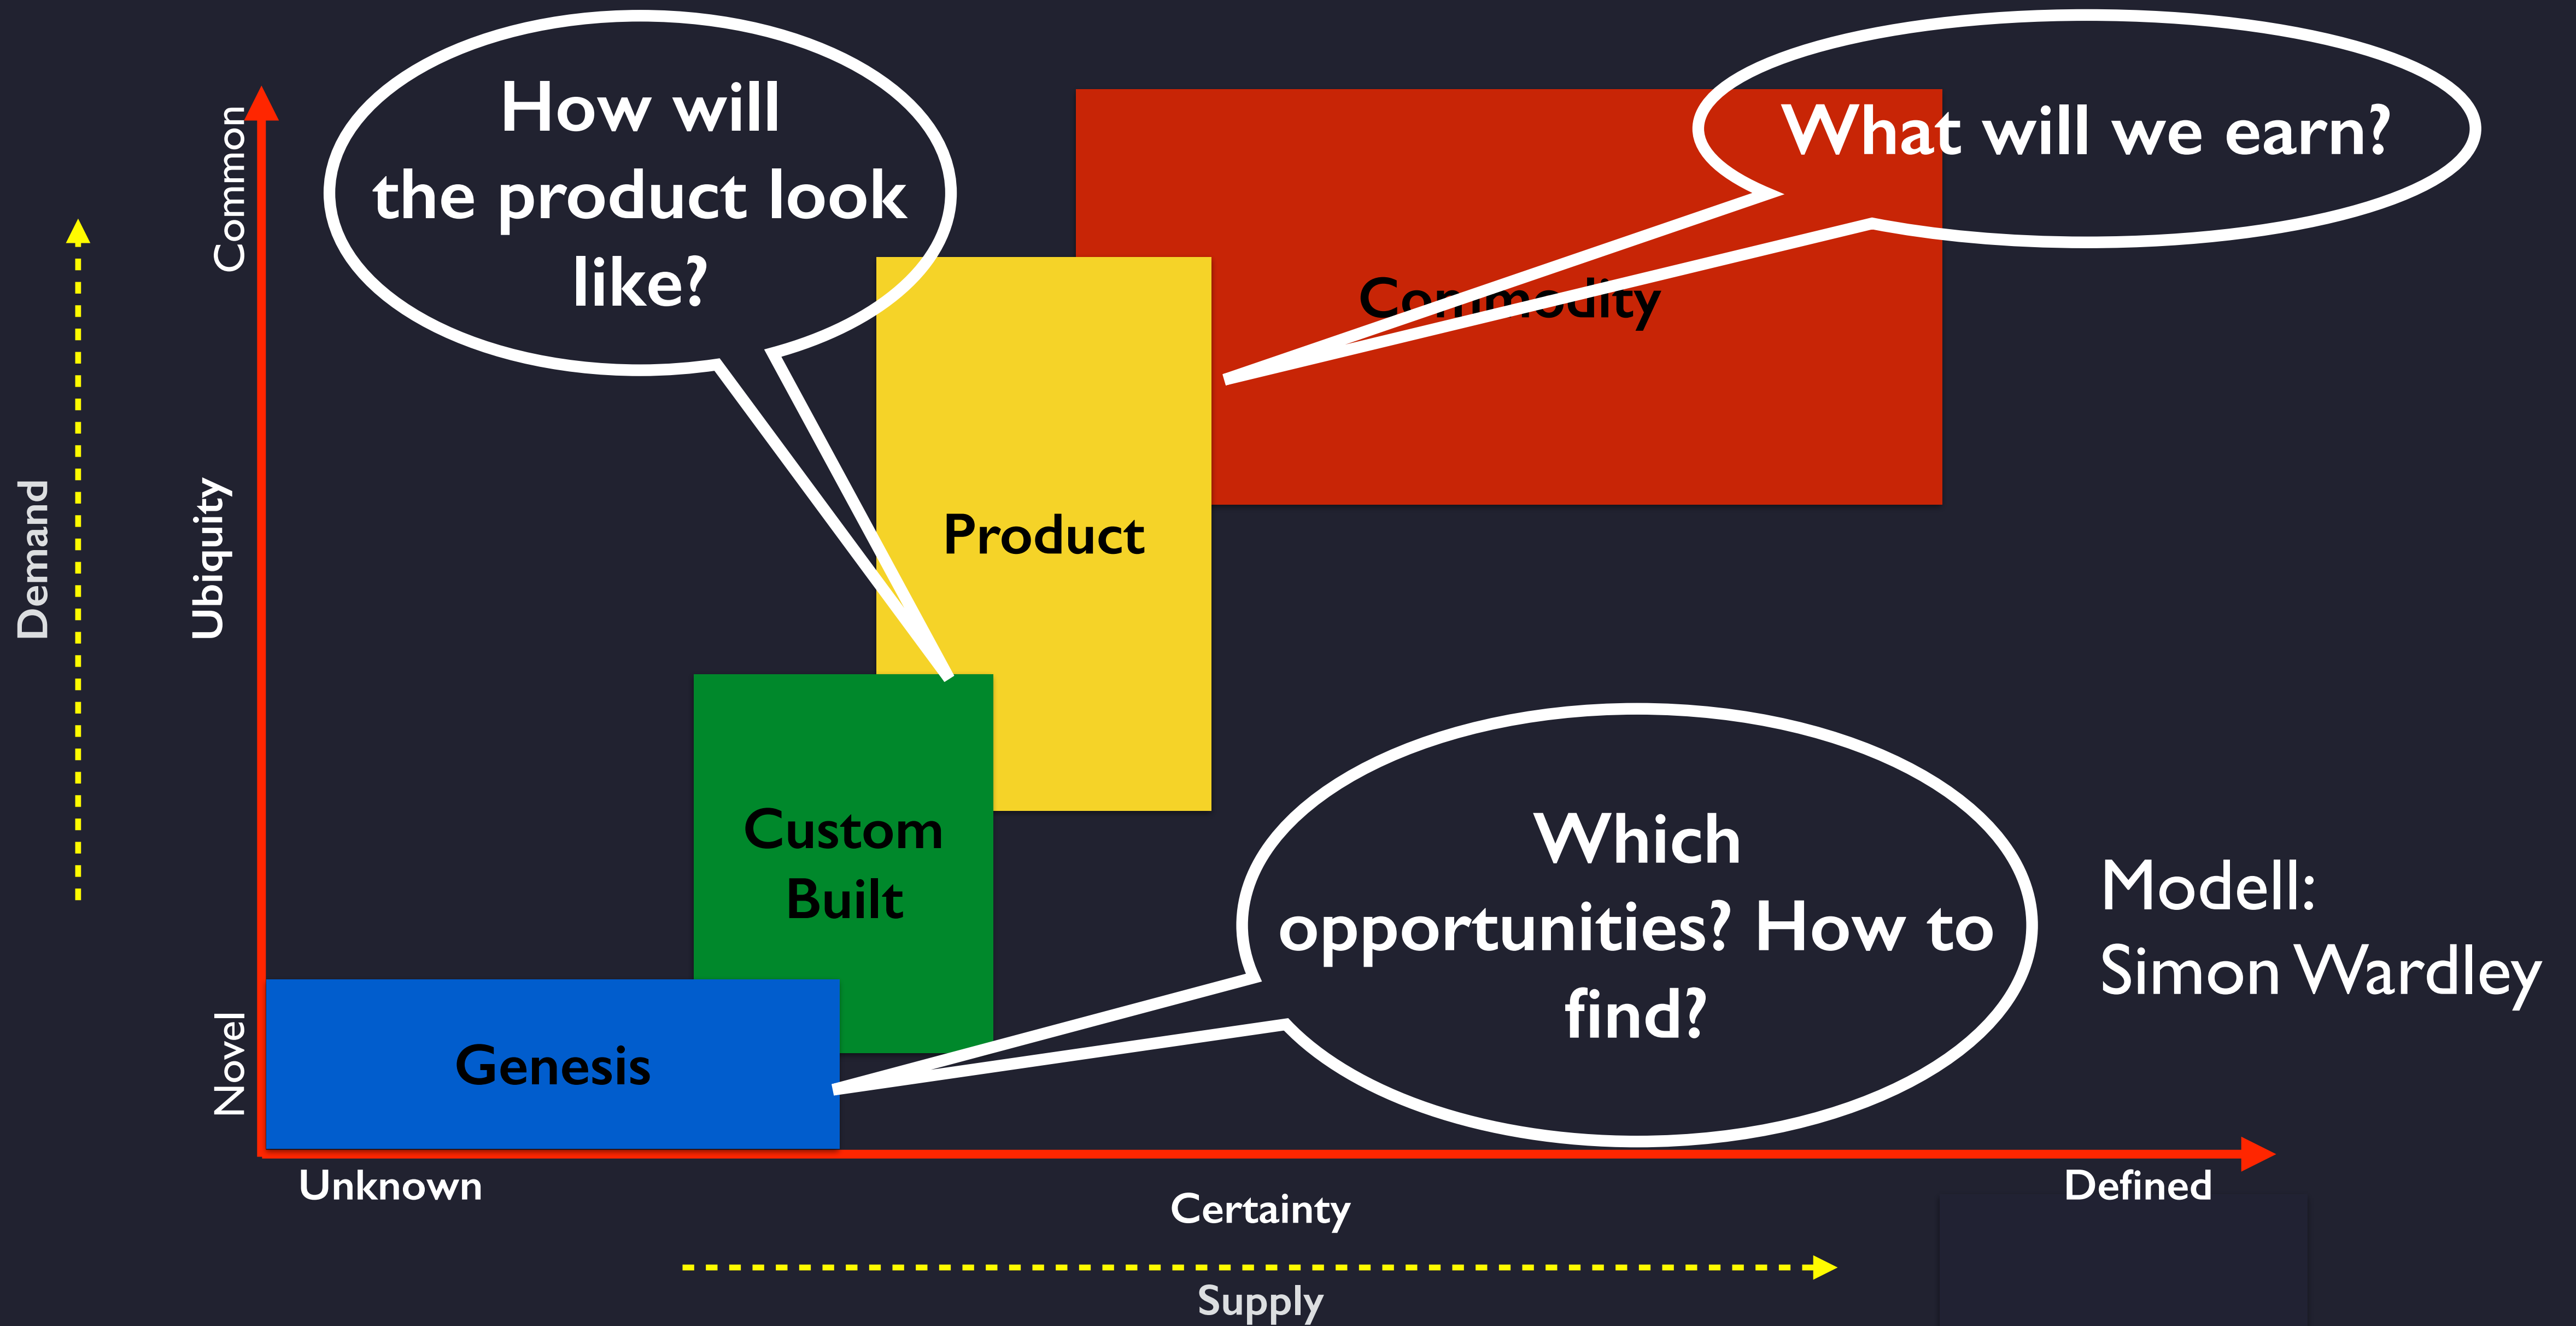 How will
the product look
like?
What will we earn?
Common
Commodity
Demand
Ubiquity
Product
Custom
Built
Which
opportunities? How to
find?
Modell:
Simon Wardley
Novel
Genesis
Unknown
Defined
Certainty
Supply